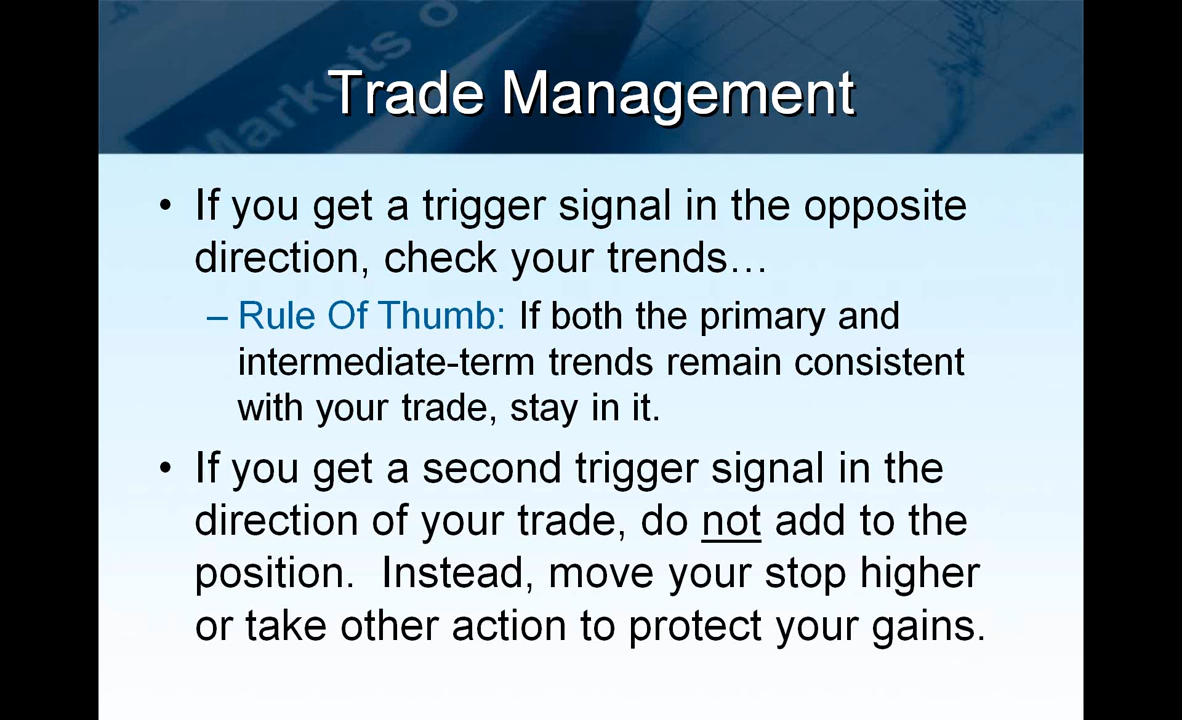 Markets o
Trade Management
• If you get a trigger signal in the opposite
direction, check your trends…
– Rule Of Thumb: If both the primary and
intermediate-term trends remain consistent
with your trade, stay in it.
• If you get a second trigger signal in the
direction of your trade, do not add to the
position.  Instead, move your stop higher
or take other action to protect your gains.